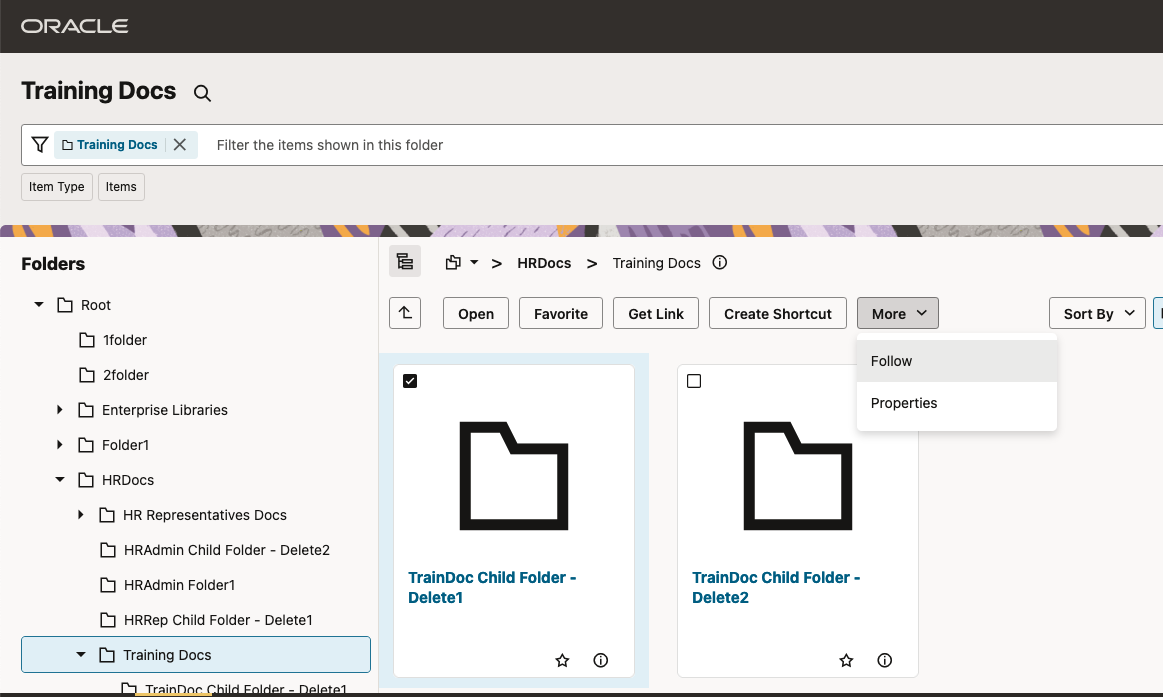 ORACLE
Training Docs
Training Docs
Filter the items shown in this folder
Item Type
Items
Folders
Root
1folder
2folder
Enterprise Libraries
Folder1
HRDocs
HR Representatives Docs
HRAdmin Child Folder - Delete2
HRAdmin Folder1
HRRep Child Folder - Delete1
Training Docs
TrainDoc Child Folder - Delete1
> HRDocs > Training Docs
Open
Favorite
Get Link
Create Shortcut
More
Sort By
Follow
Properties
TrainDoc Child Folder -
Delete1
TrainDoc Child Folder -
Delete2